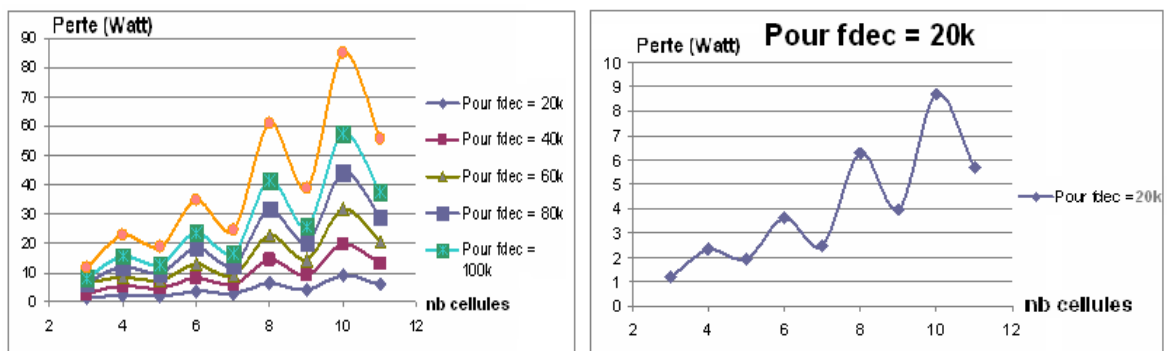 Perte (Watt)
90
80
70
60
50
40
30
20
10
0
2 4 6 8 10 12
nb cellules
Pour fdec = 20k
Pour fdec = 40k
Pour fdec = 60k
Pour fdec = 80k
Pour fdec =
100k
Pour fdec = 20k
Perte (Watt)
10
9
8
7
6
5
4
3
2
1
0
2 4 6 8 10 12
nb cellules
Pour fdec = 20k